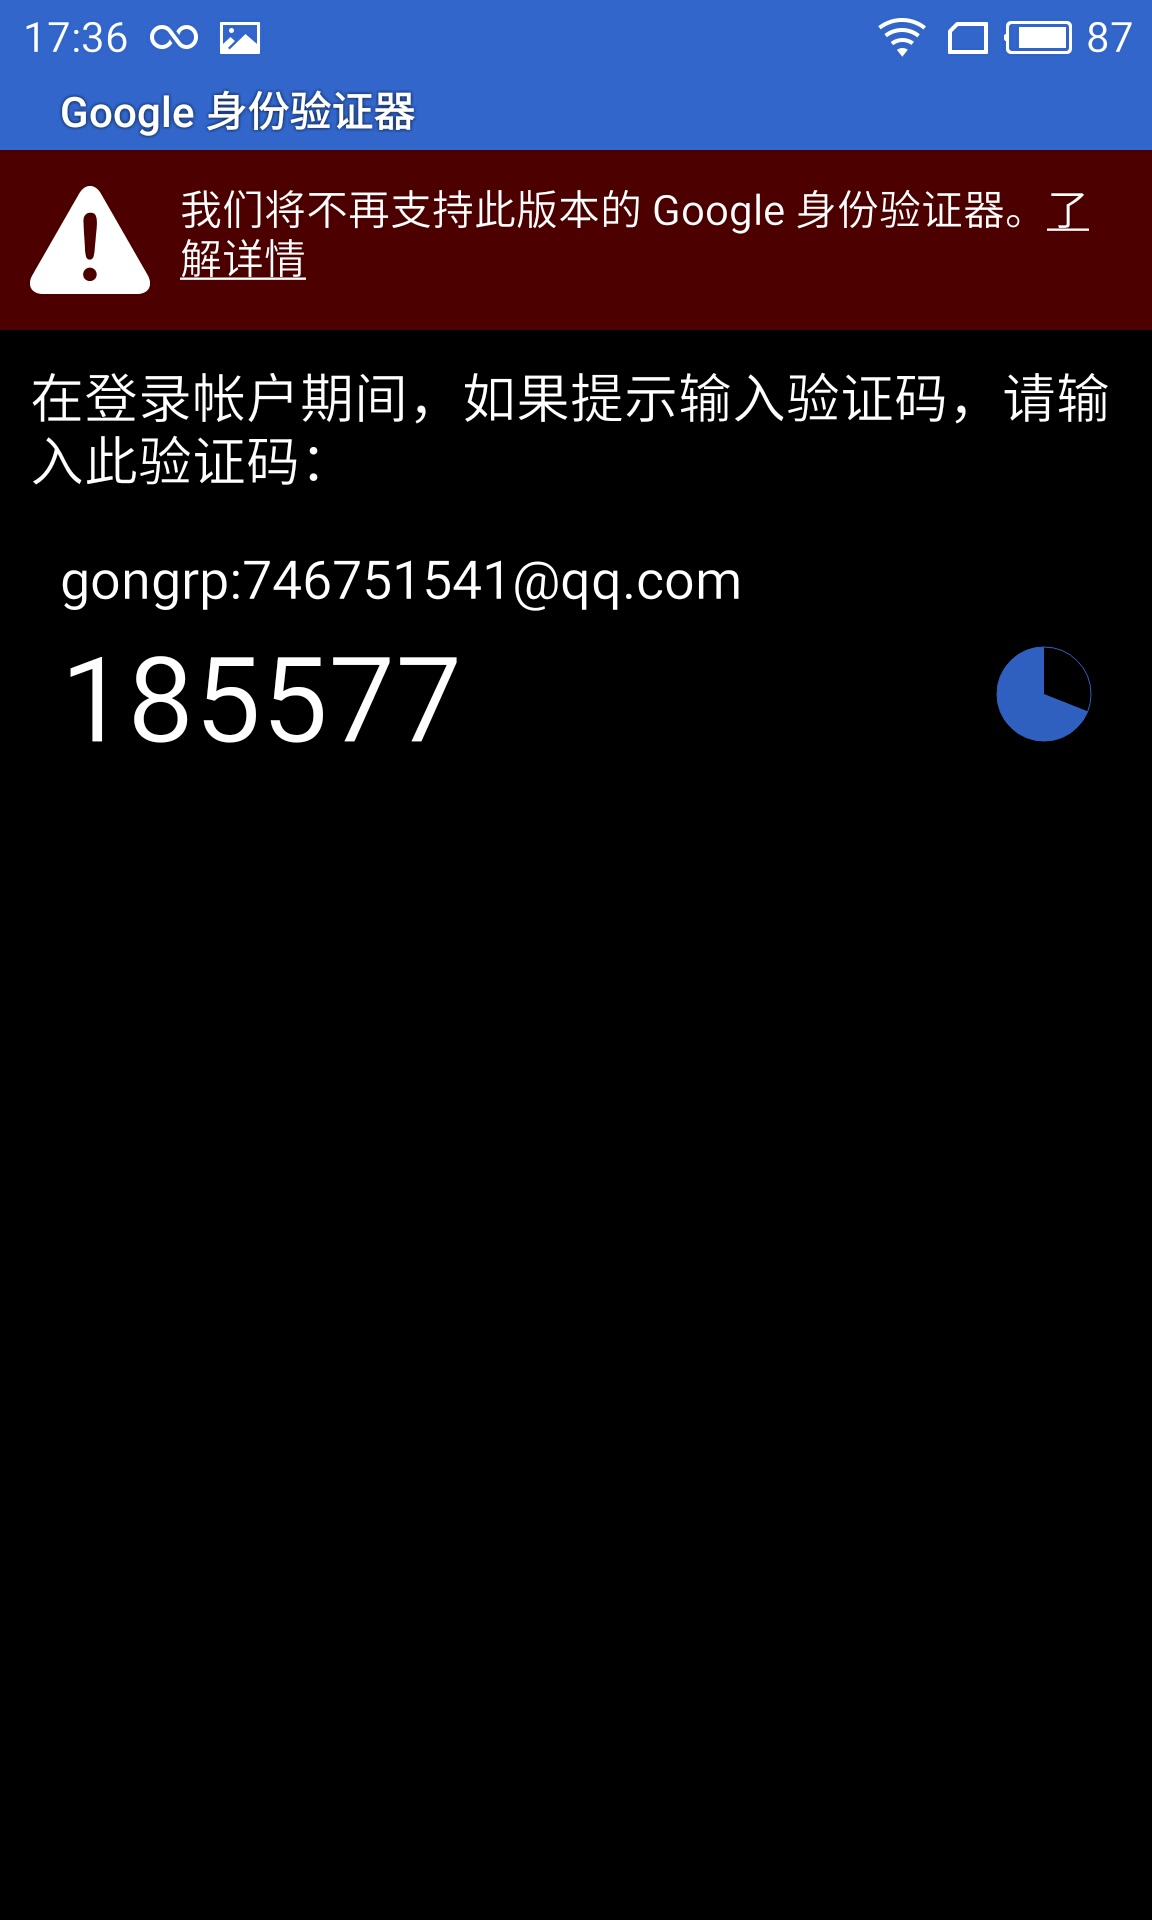 17:36
87
Google 身份验证器
我们将不再支持此版本的 Google 身份验证器。了
解详情
在登录帐户期间，如果提示输入验证码，请输
入此验证码：
gongrp:746751541@qq.com
185577